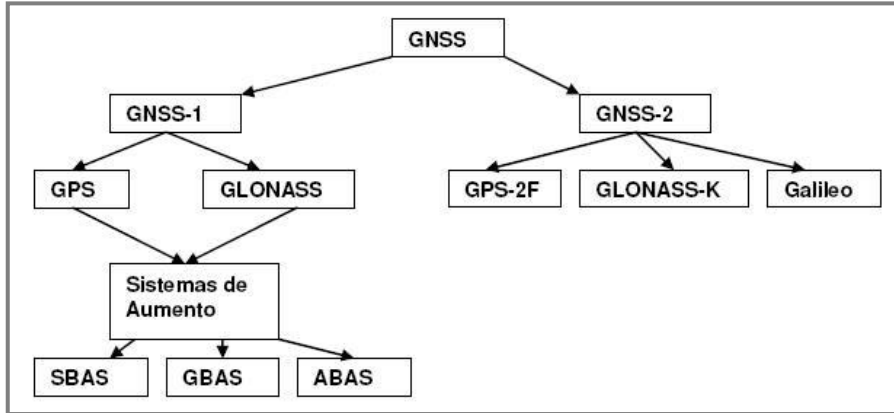 GNSS
GNSS-1
GNSS-2
GPS
GLONASS
GPS-2F
GLONASS-K
Galileo
Sistemas de
Aumento
SBAS
GBAS
ABAS